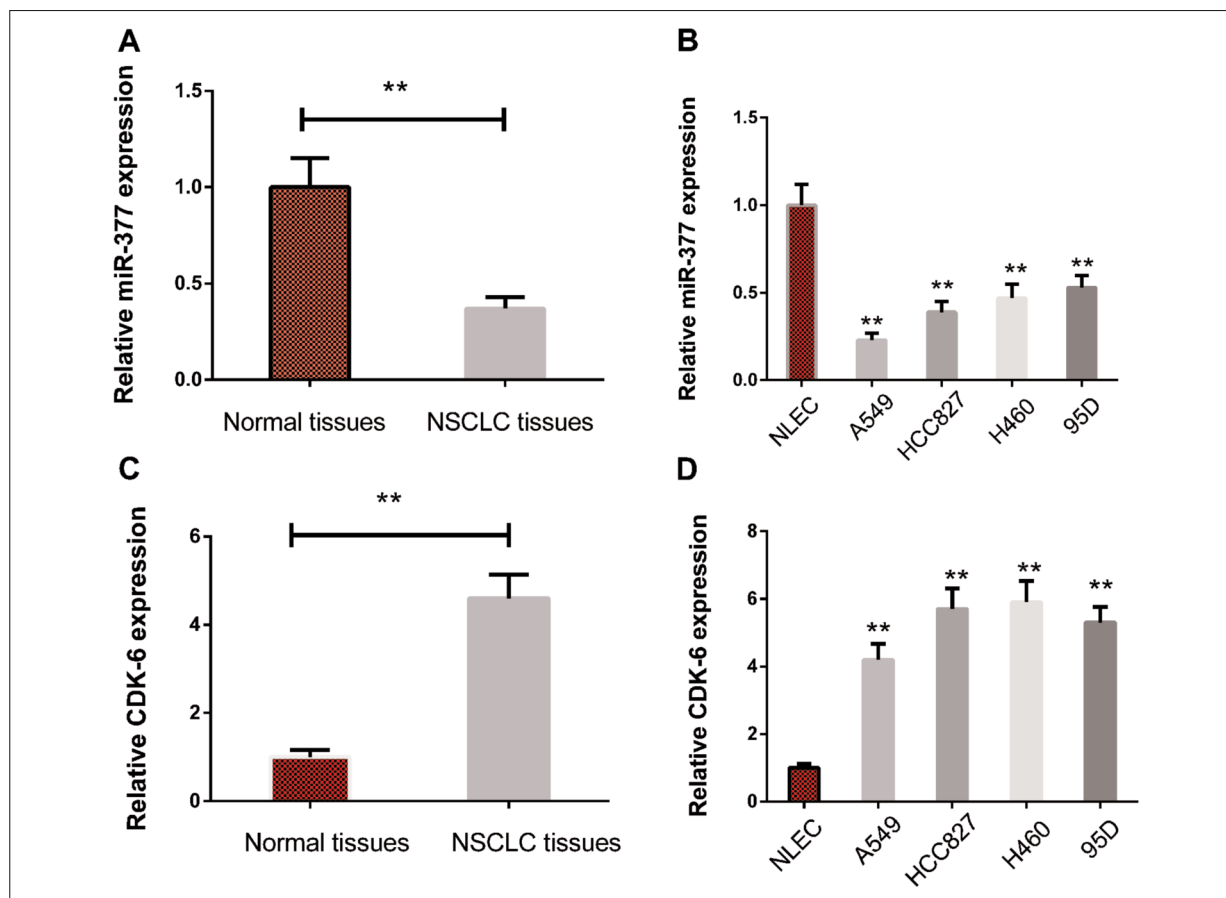 A
Relative miR-377 expression
1.5
1.0
0.5
0.0
**
Normal tissues
NSCLC tissues
B
Relative miR-377 expression
1.5
1.0
0.5
0.0
**
**
**
**
NLEC
A549
HCC827
H460
95D
C
Relative CDK-6 expression
6
4
2
0
**
Normal tissues
NSCLC tissues
D
Relative CDK-6 expression
8
6
4
2
0
**
**
**
**
NLEC
A549
HCC827
H460
95D